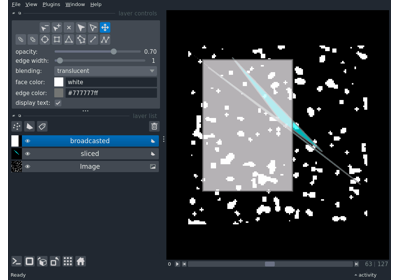 File View Plugins Window Help
layer controls
opacity: 0.70
edge width: 1
blending: translucent
face color: white
edge color: #777777ff
display text:
layer list
broadcasted
sliced
Image
63 127
Ready
activity